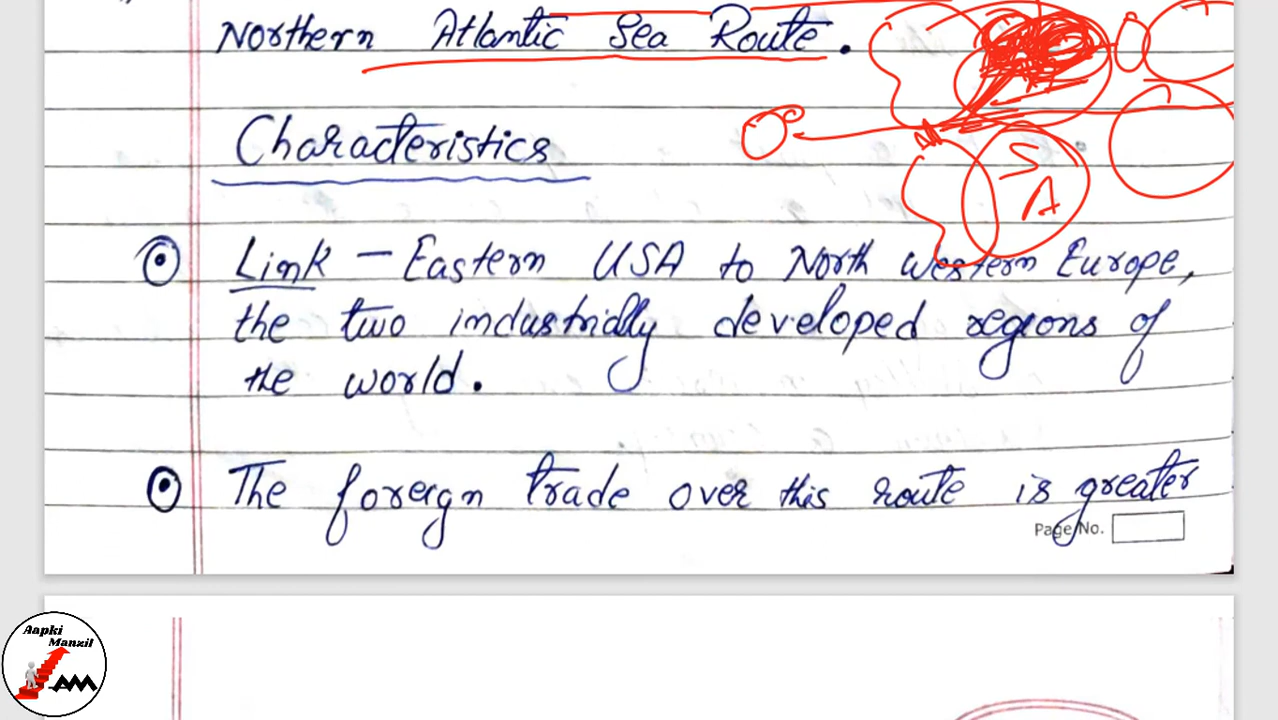 Northern Atlantic Sea Route.
Characteristics
Link - Eastern USA to North Western Europe,
the two industrially developed regions of
the world.
The foreign trade over this route is greater
Page No.
S
A
Aapki
Manzil
AM